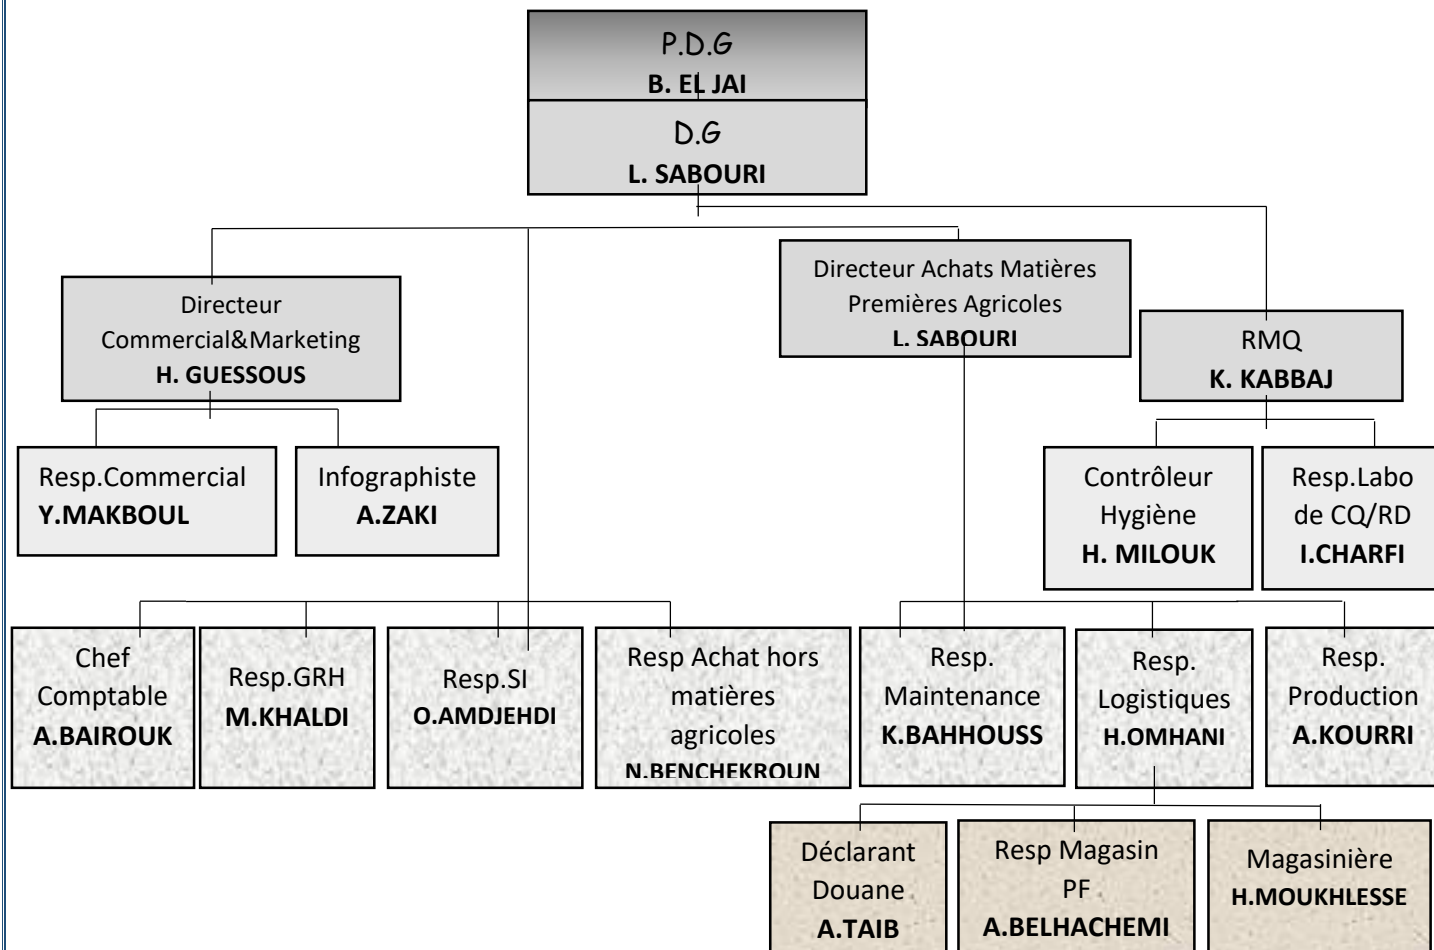 P.D.G
B. EL JAI
D.G
L. SABOURI
Directeur
Commercial&Marketing
H. GUESSOUS
Directeur Achats Matières
Premières Agricoles
L. SABOURI
RMQ
K. KABBAJ
Resp.Commercial
Y.MAKBOUL
Infographiste
A.ZAKI
Contrôleur
Hygiène
H. MILOUK
Resp.Labo
de CQ/RD
I.CHARFI
Chef
Comptable
A.BAIROUK
Resp.GRH
M.KHALDI
Resp.SI
O.AMDJEHDI
Resp Achat hors
matières
agricoles
N.BENCHEKROUN
Resp.
Maintenance
K.BAHHOUSS
Resp.
Logistiques
H.OMHANI
Resp.
Production
A.KOURRI
Déclarant
Douane
A.TAIB
Resp Magasin
PF
A.BELHACHEMI
Magasinière
H.MOUKHLESSE